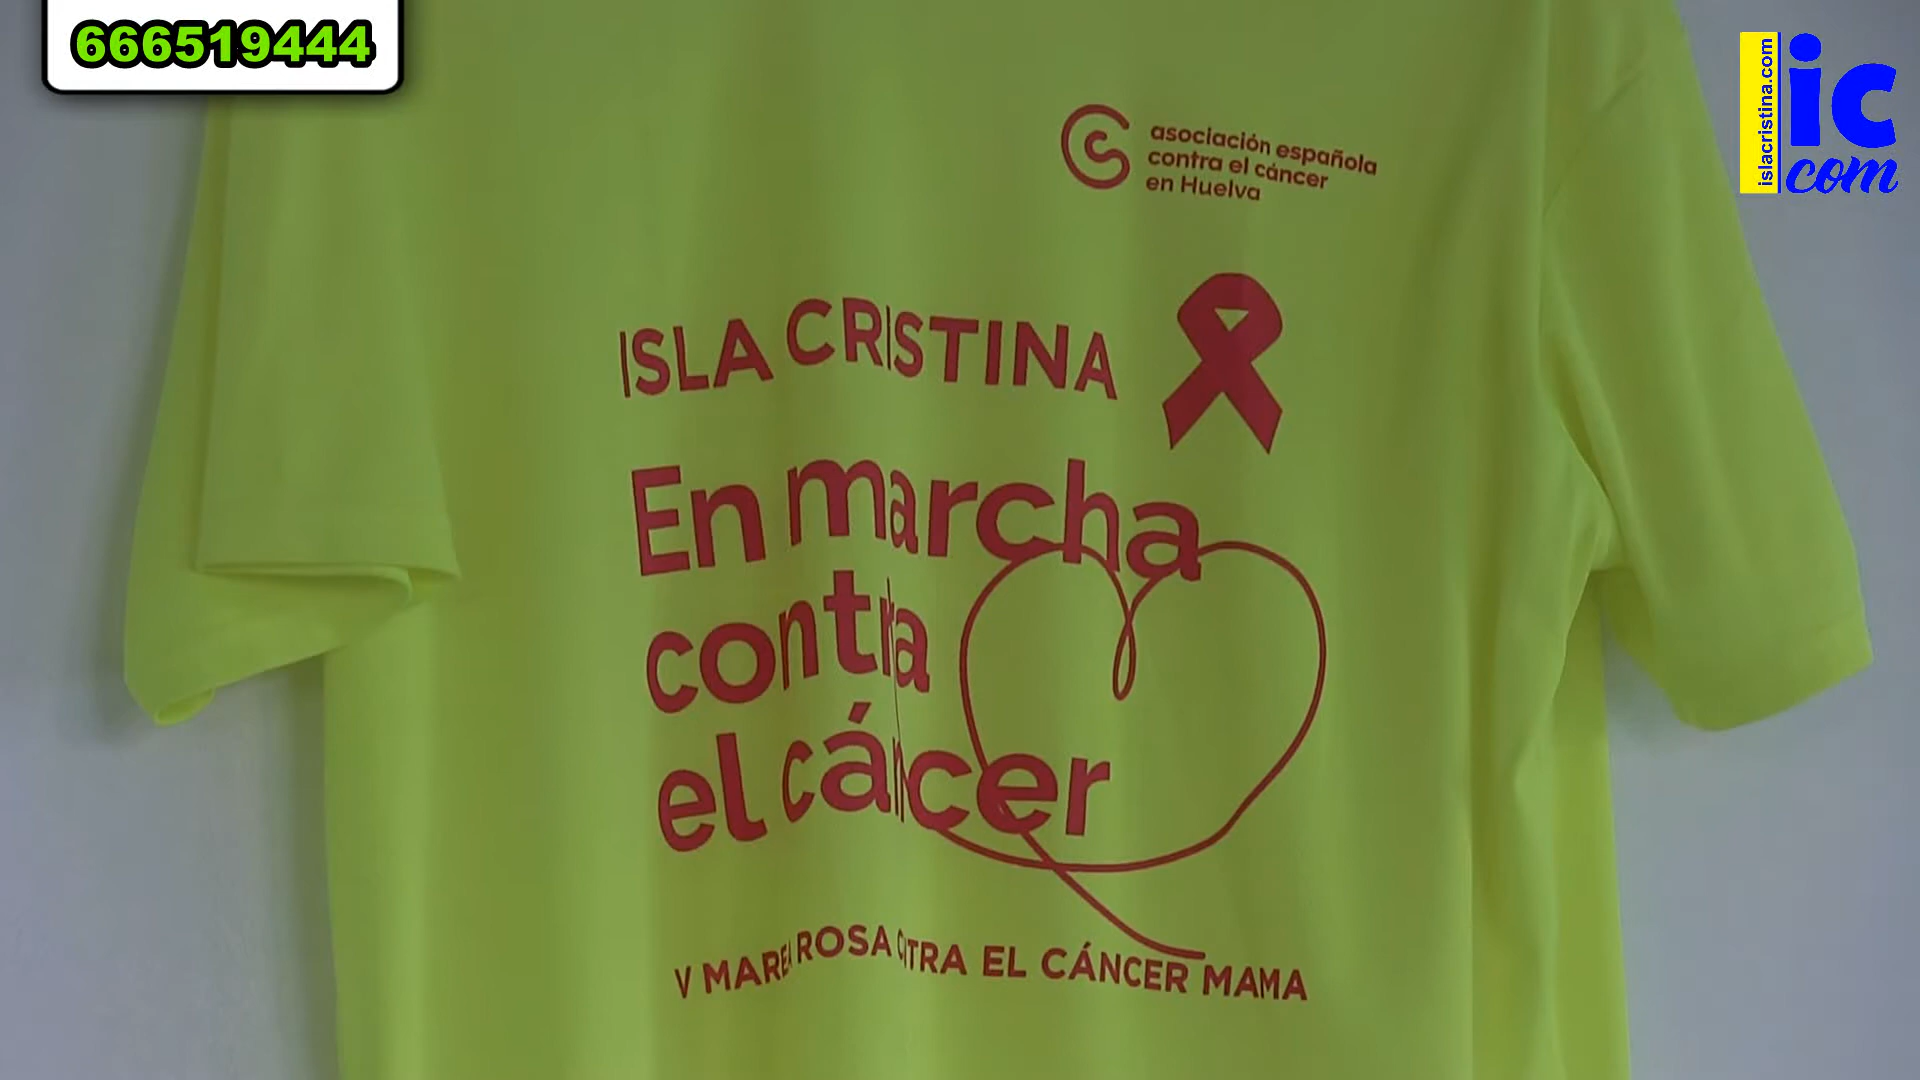 666519444
islacristina.com
ic
com
asociación española
contra el cáncer
en Huelva
ISLA CRISTINA
En marcha
contra
el cáncer
V MAREA ROSA CONTRA EL CÁNCER MAMA